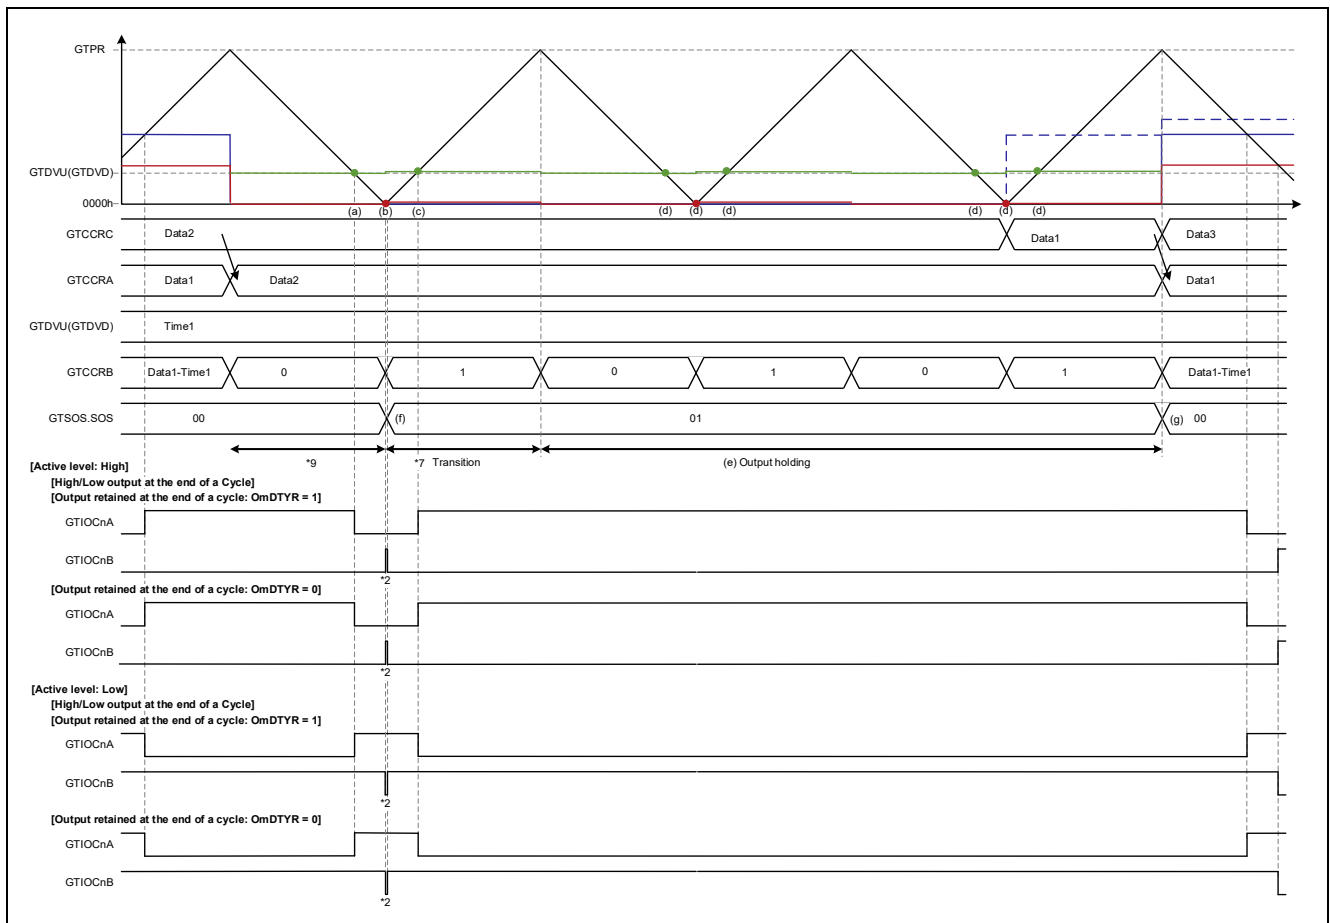 GTPR
GTDVU(GTDVD)
0000h
(a) (b) (c) (d) (d) (d) (d) (d) (d)
GTCCRC Data2 Data1 Data3
GTCCRA Data1 Data2 Data1
GTDVU(GTDVD) Time1
GTCCRB Data1-Time1 0 1 0 1 0 1 Data1-Time1
GTSOS.SOS 00 (f) 01 (g) 00
*9 *7 Transition (e) Output holding
[Active level: High]
[High/Low output at the end of a Cycle]
[Output retained at the end of a cycle: OmDTYR = 1]
GTIOCnA
GTIOCnB
*2
[Output retained at the end of a cycle: OmDTYR = 0]
GTIOCnA
GTIOCnB
*2
[Active level: Low]
[High/Low output at the end of a Cycle]
[Output retained at the end of a cycle: OmDTYR = 1]
GTIOCnA
GTIOCnB
*2
[Output retained at the end of a cycle: OmDTYR = 0]
GTIOCnA
GTIOCnB
*2